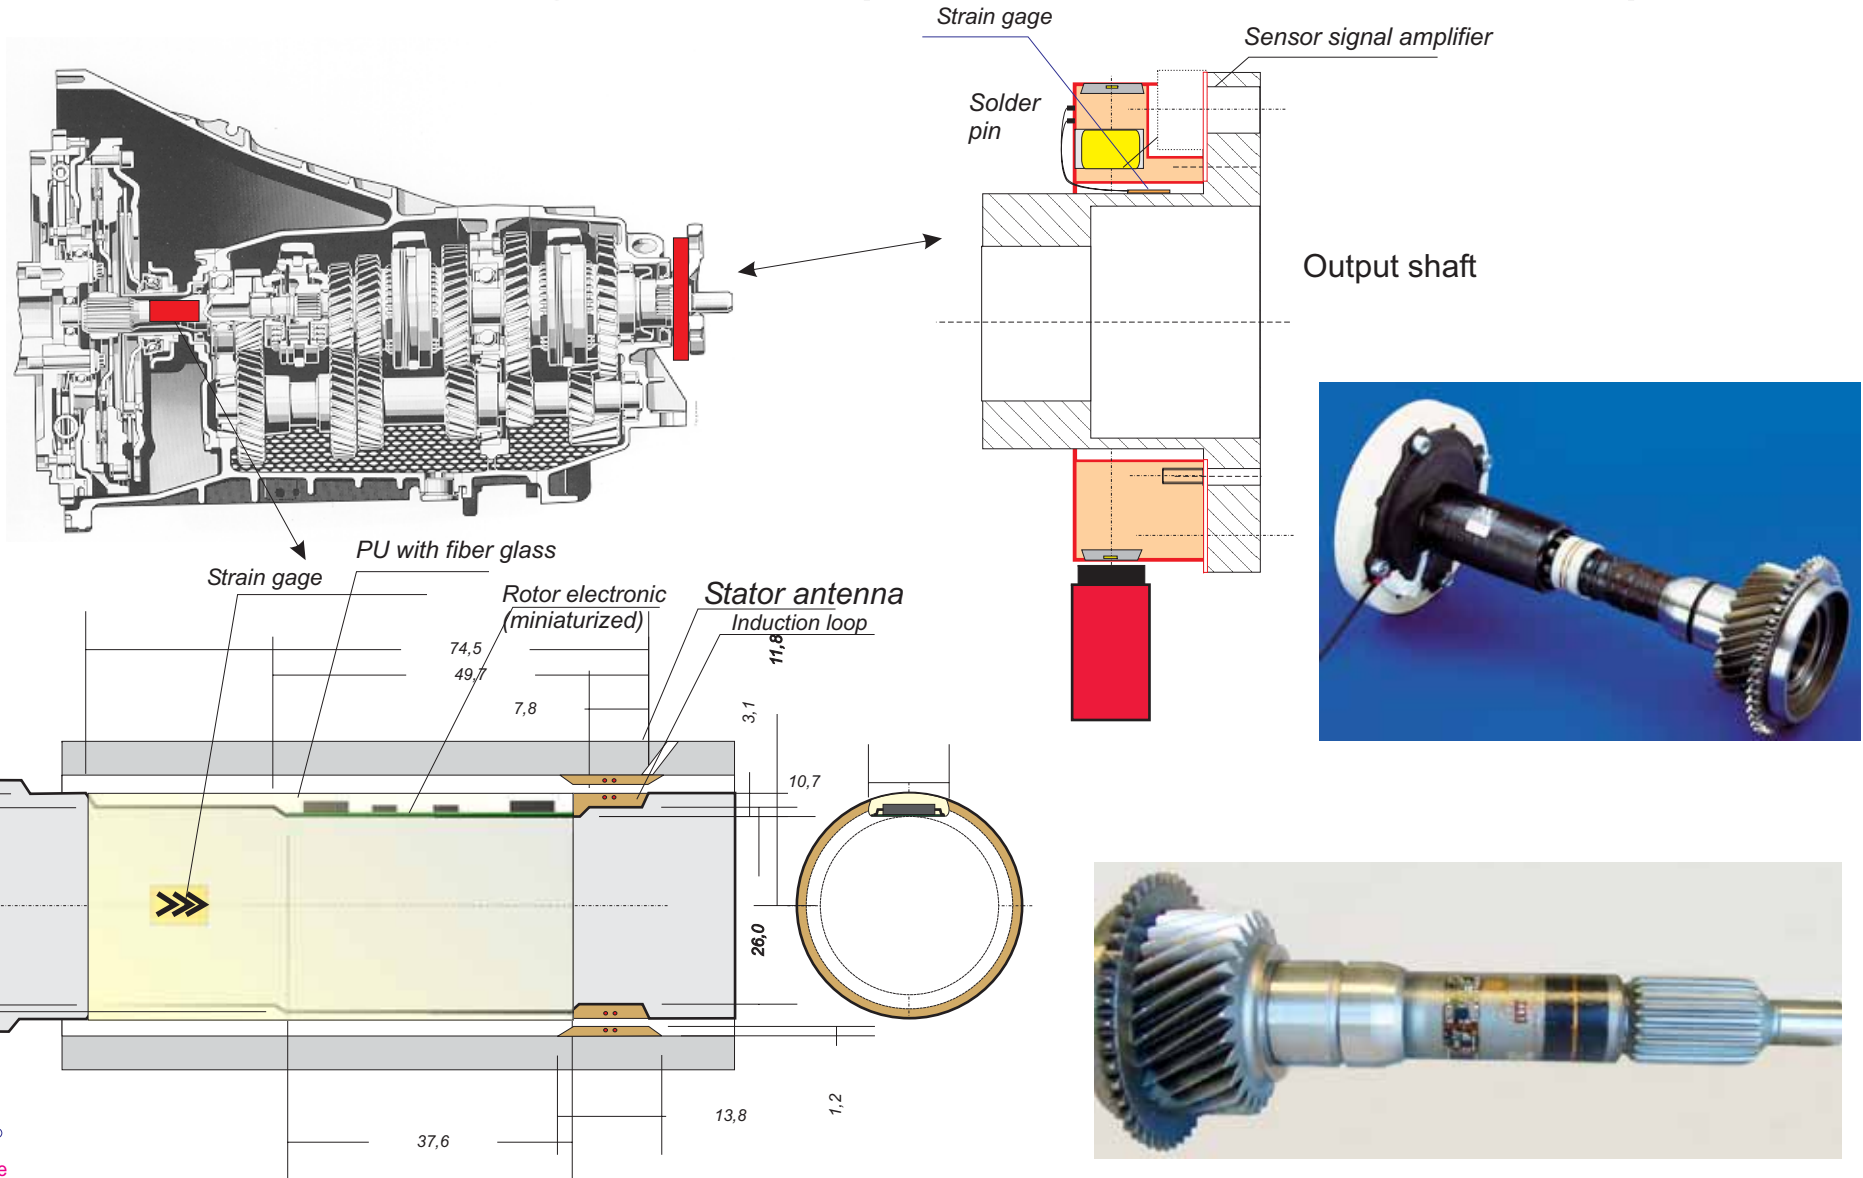 Strain gage
Sensor signal amplifier
Solder
pin
Output shaft
PU with fiber glass
Strain gage
Rotor electronic
(miniaturized)
Stator antenna
Induction loop
74,5
49,7
7,8
11,8
3,1
10,7
26,0
13,8
1,2
37,6
e